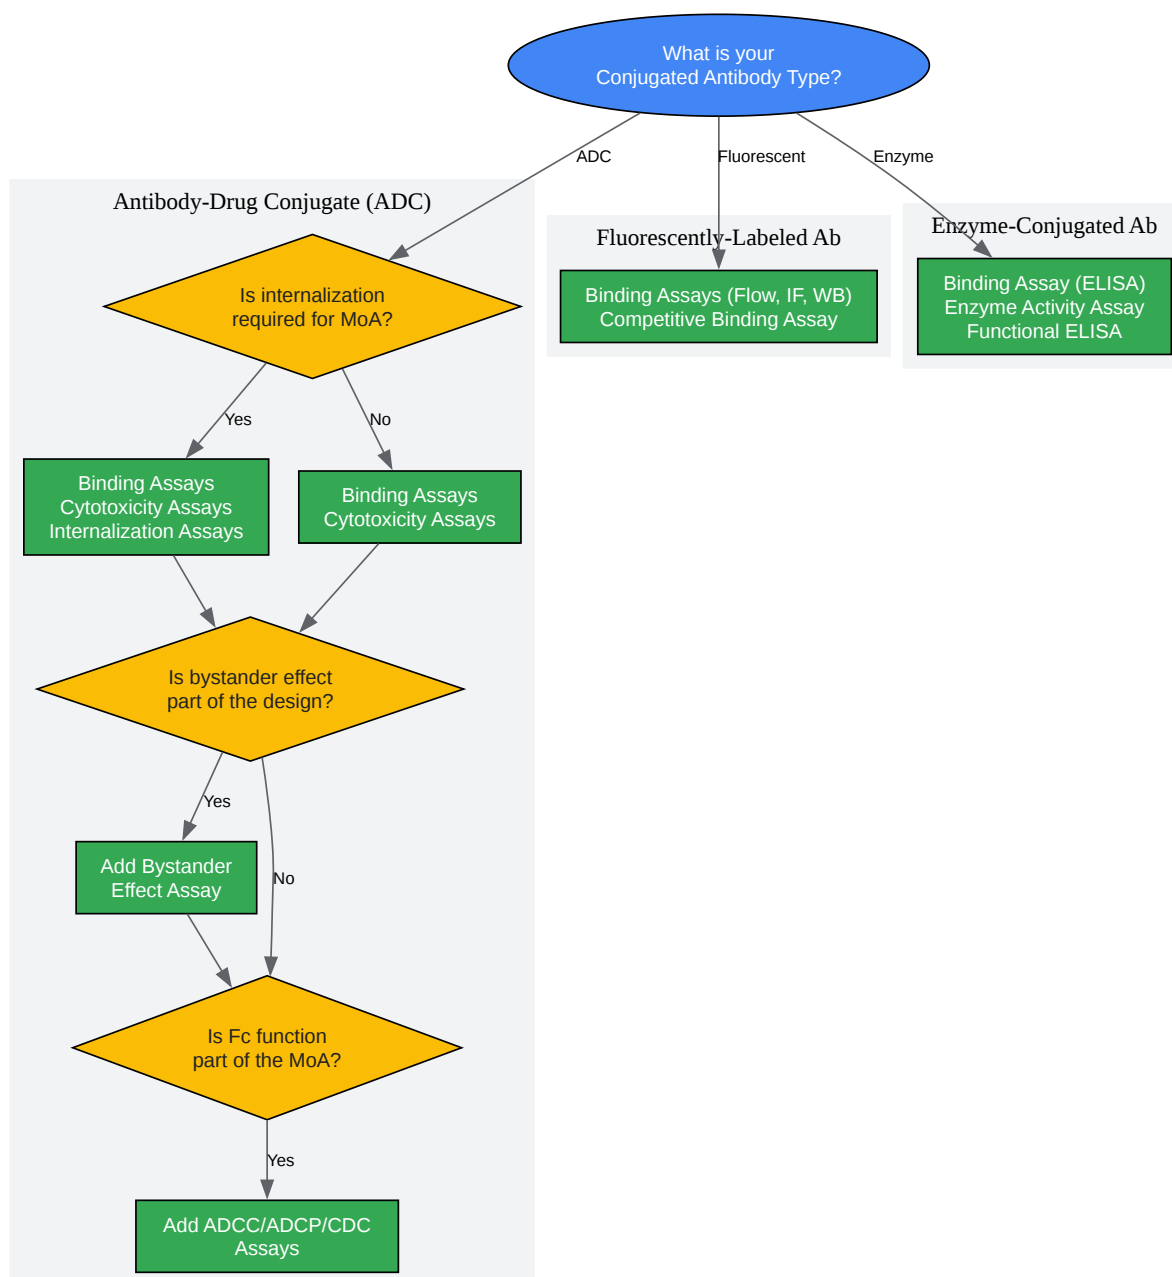 What is your
Conjugated Antibody Type?
ADC
Fluorescent
Enzyme
Antibody-Drug Conjugate (ADC)
Fluorescently-Labeled Ab
Enzyme-Conjugated Ab
Is internalization
required for MoA?
Binding Assays (Flow, IF, WB)
Competitive Binding Assay
Binding Assay (ELISA)
Enzyme Activity Assay
Functional ELISA
Yes
No
Binding Assays
Cytotoxicity Assays
Internalization Assays
Binding Assays
Cytotoxicity Assays
Is bystander effect
part of the design?
Yes
No
Add Bystander
Effect Assay
Is Fc function
part of the MoA?
Yes
Add ADCC/ADCP/CDC
Assays